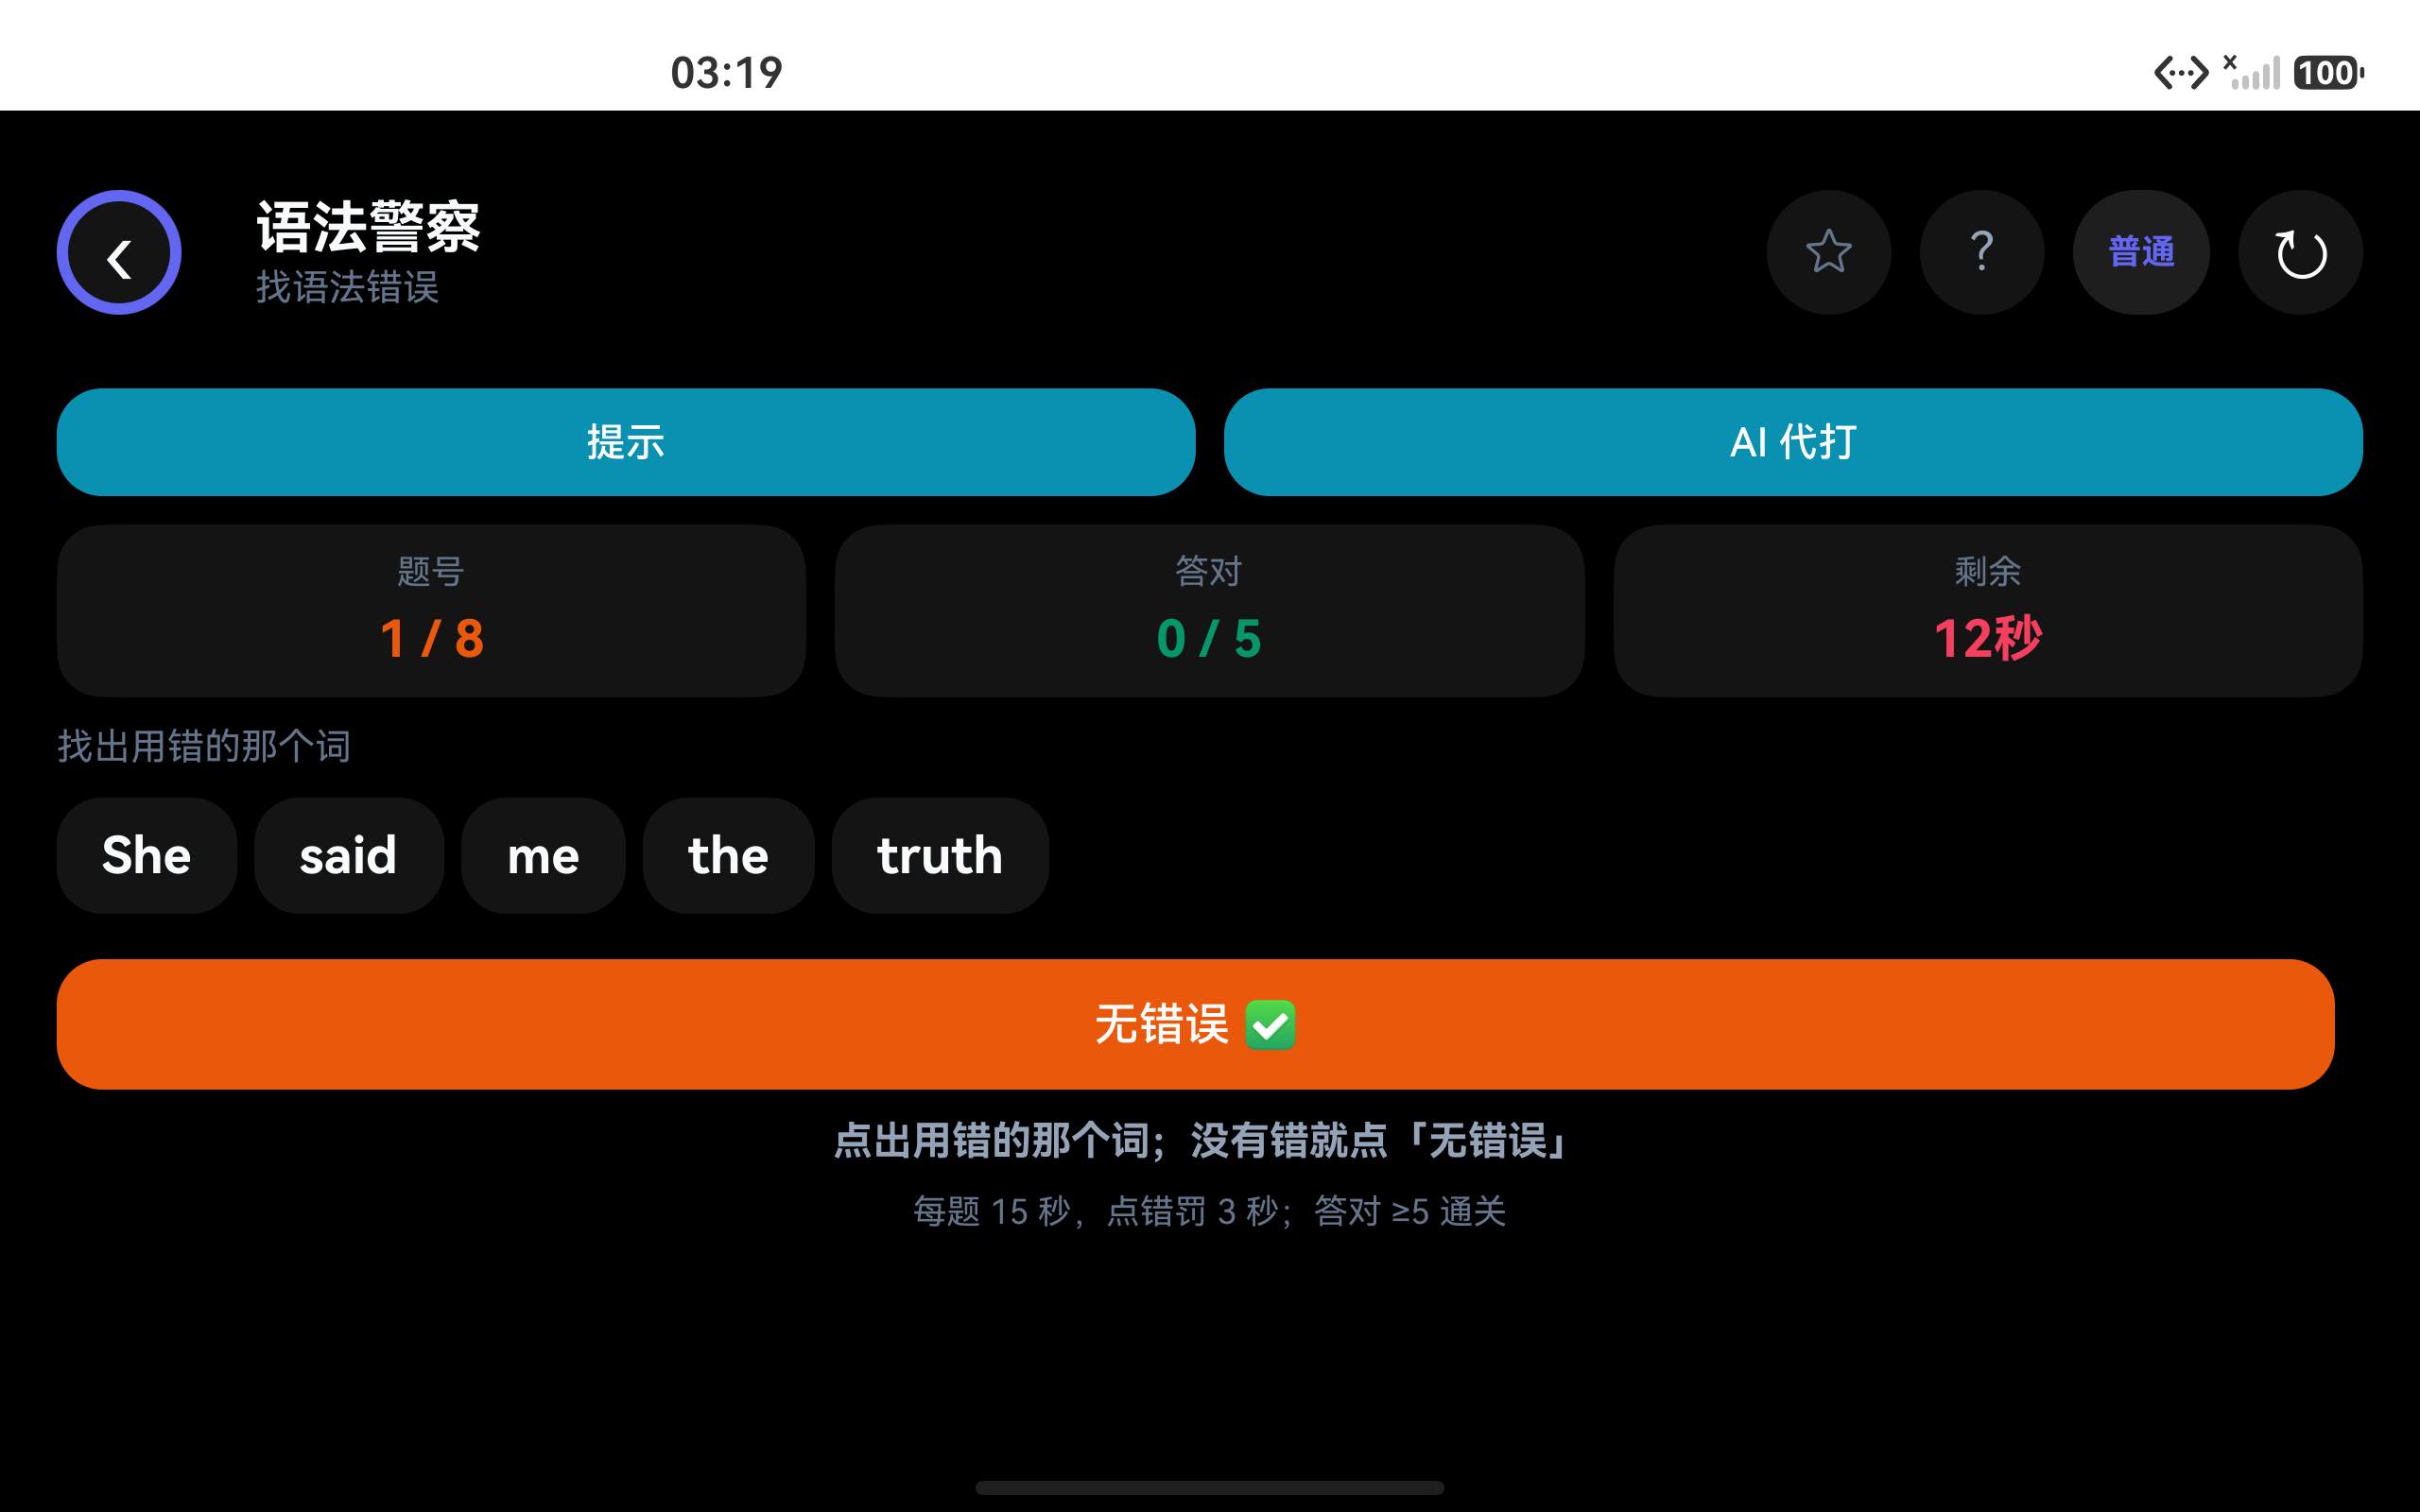 03:19
100
语法警察
找语法错误
?
普通
提示
AI 代打
题号
1 / 8
答对
0 / 5
剩余
12秒
找出用错的那个词
She said me the truth
无错误 ✅
点出用错的那个词；没有错就点「无错误」
每题 15 秒，点错罚 3 秒；答对 ≥5 通关